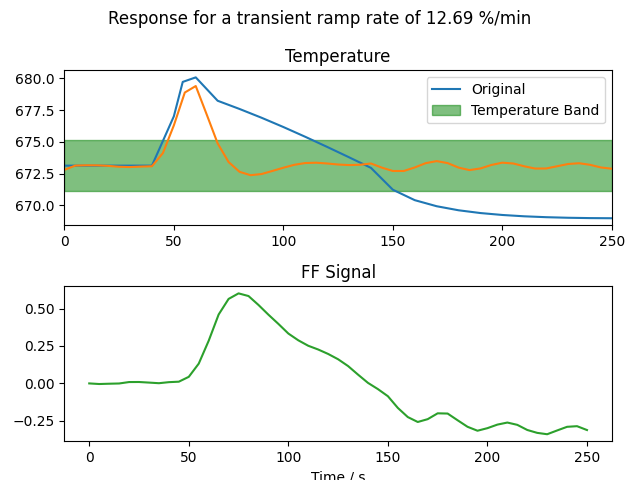 Response for a transient ramp rate of 12.69 %/min
Temperature
680.0
677.5
675.0
672.5
670.0
Original
Temperature Band
0 50 100 150 200 250
FF Signal
0.50
0.25
0.00
−0.25
0 50 100 150 200 250
Time / s